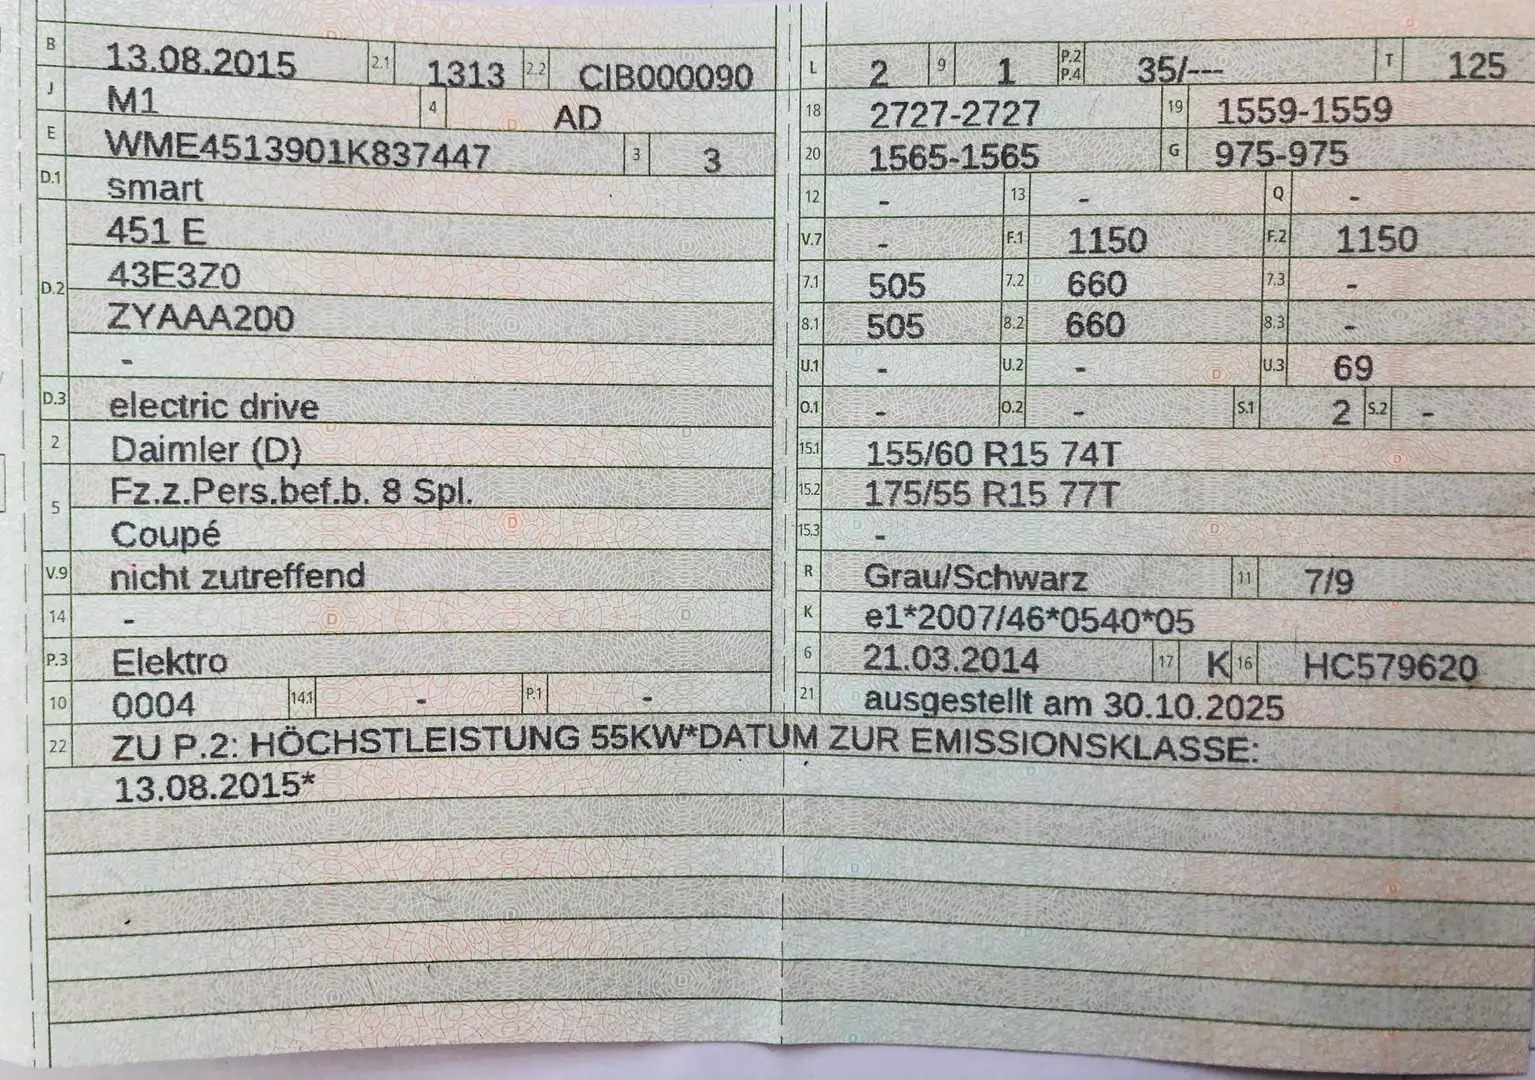 B 13.08.2015 2.1 1313 2.2 CIB000090
J M1 4 AD
E WME4513901K837447 3 3
D.1 smart
D.2 451 E
43E3Z0
ZYAAA200
-
D.3 electric drive
2 Daimler (D)
5 Fz.z.Pers.bef.b. 8 Spl.
Coupé
V.9 nicht zutreffend
14 -
P.3 Elektro
10 0004 14.1 - P.1 -
L 2 9 1 P.2 P.4 35/--- T 125
18 2727-2727 19 1559-1559
20 1565-1565 G 975-975
12 - 13 - Q -
V.7 - F.1 1150 F.2 1150
7.1 505 7.2 660 7.3 -
8.1 505 8.2 660 8.3 -
U.1 - U.2 - U.3 69
O.1 - O.2 - S.1 2 S.2 -
15.1 155/60 R15 74T
15.2 175/55 R15 77T
15.3 -
R Grau/Schwarz 11 7/9
K e1*2007/46*0540*05
6 21.03.2014 17 K 16 HC579620
21 ausgestellt am 30.10.2025
22 ZU P.2: HÖCHSTLEISTUNG 55KW*DATUM ZUR EMISSIONSKLASSE:
13.08.2015*